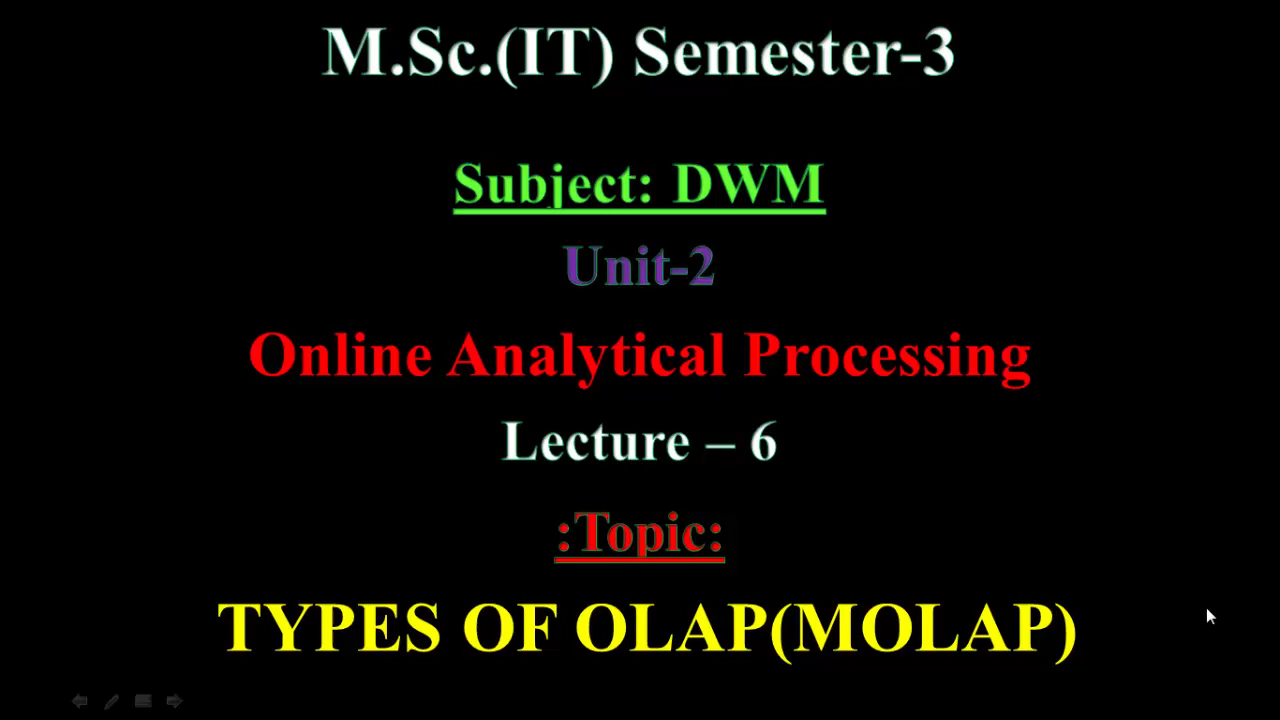 M.Sc.(IT) Semester-3
Subject: DWM
Unit-2
Online Analytical Processing
Lecture – 6
:Topic:
TYPES OF OLAP(MOLAP)